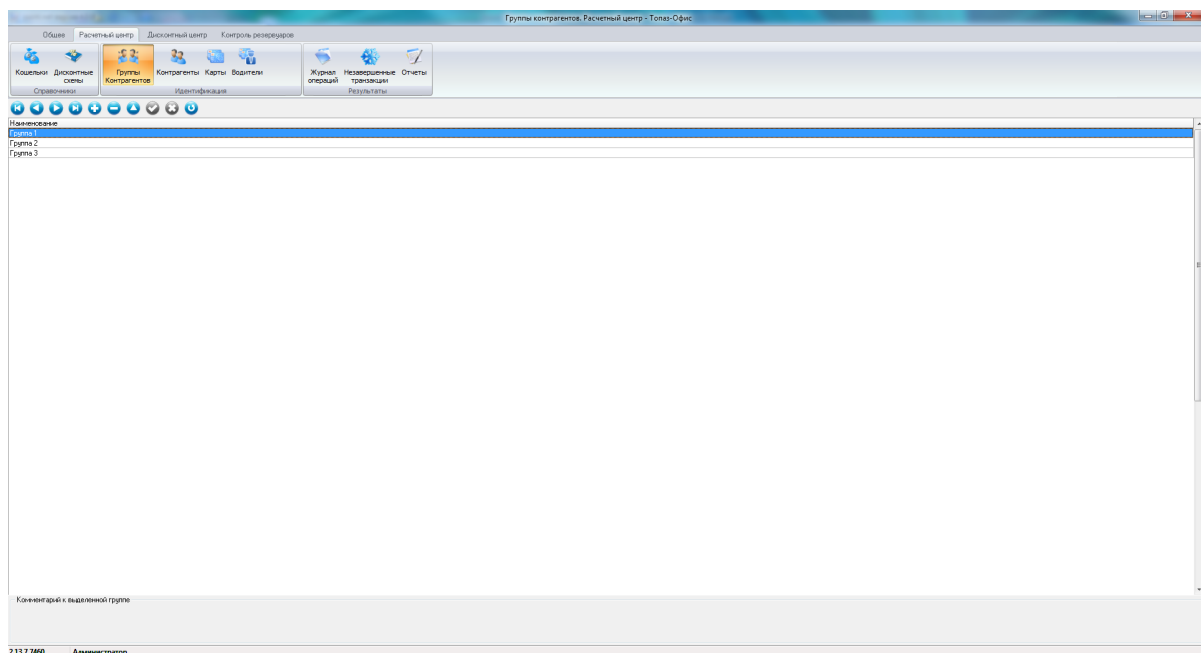 Группы контрагентов. Расчетный центр - Топаз-Офис
Общее Расчетный центр Дисконтный центр Контроль резервуаров
Кошельки Дисконтные схемы Группы Контрагентов Контрагенты Карты Водители Журнал операций Незавершенные транзакции Отчеты
Справочники Идентификация Результаты
Наименование
Группа 1
Группа 2
Группа 3
Комментарий к выделенной группе
2.13.7.7460 Администратор